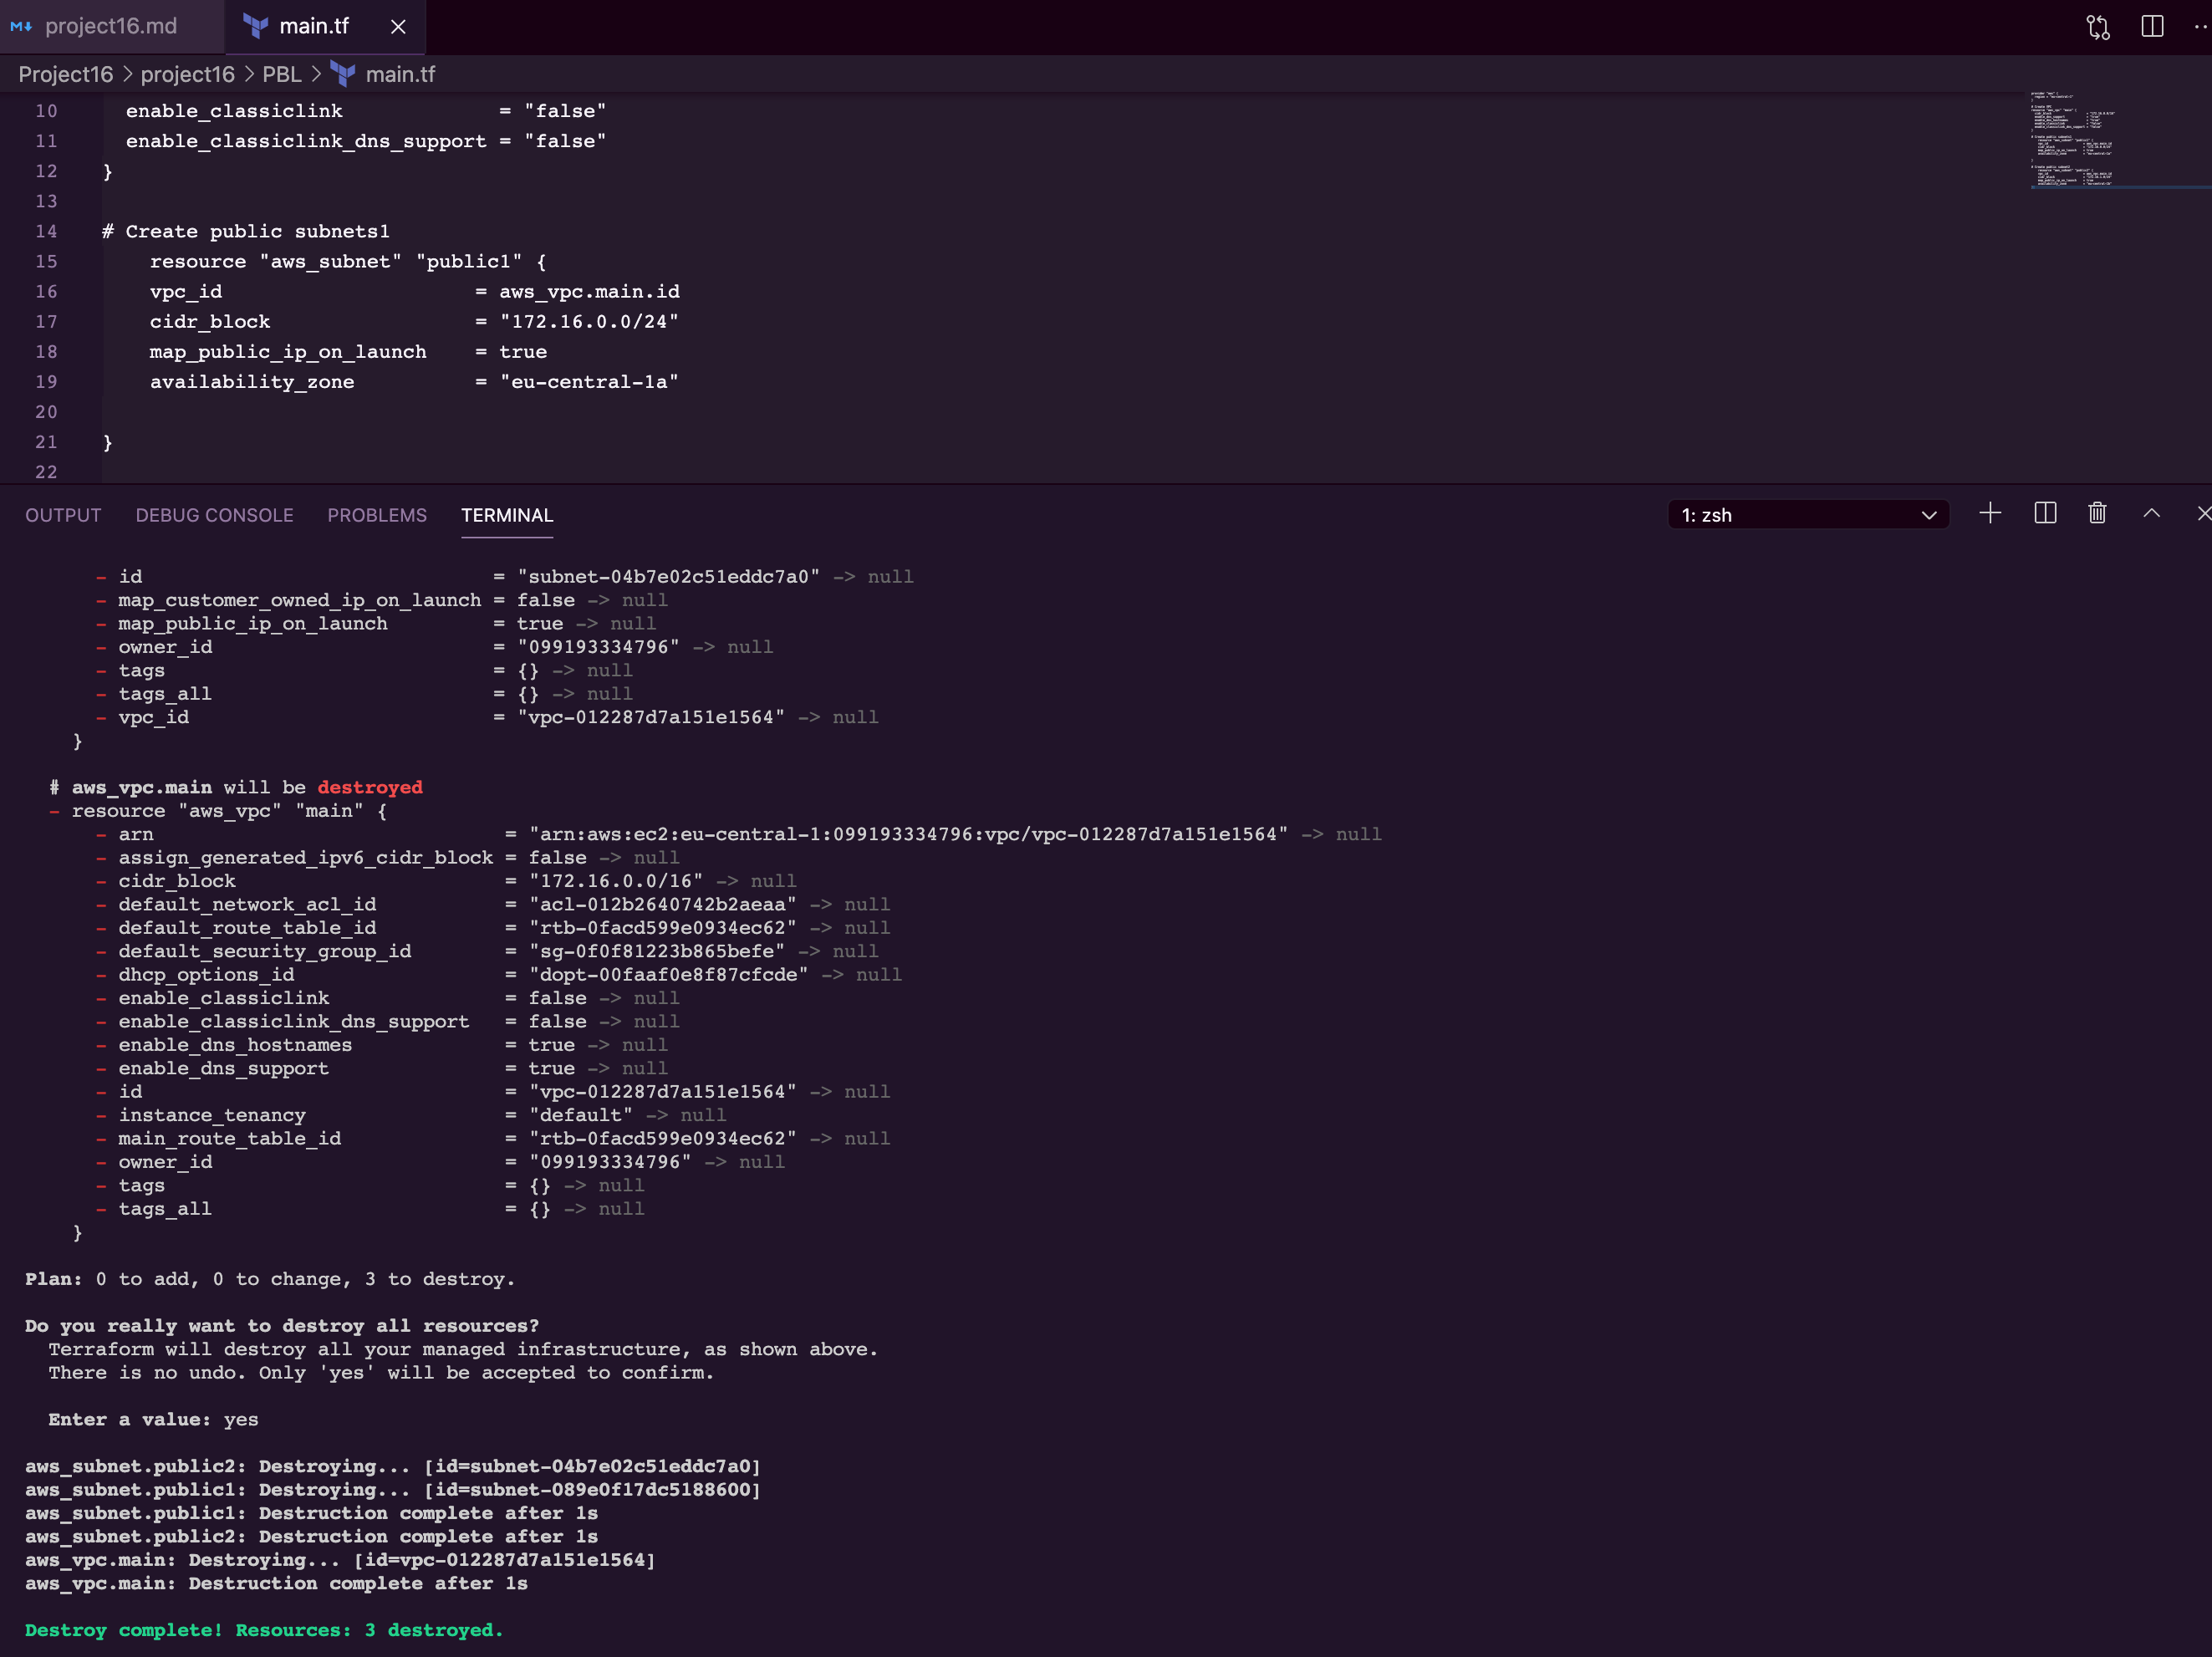 project16.md
main.tf
Project16 > project16 > PBL > main.tf
10 enable_classiclink = "false"
11 enable_classiclink_dns_support = "false"
12 }
13
14 # Create public subnets1
15 resource "aws_subnet" "public1" {
16 vpc_id = aws_vpc.main.id
17 cidr_block = "172.16.0.0/24"
18 map_public_ip_on_launch = true
19 availability_zone = "eu-central-1a"
20
21 }
22
OUTPUT DEBUG CONSOLE PROBLEMS TERMINAL 1: zsh
- id = "subnet-04b7e02c51eddc7a0" -> null
- map_customer_owned_ip_on_launch = false -> null
- map_public_ip_on_launch = true -> null
- owner_id = "099193334796" -> null
- tags = {} -> null
- tags_all = {} -> null
- vpc_id = "vpc-012287d7a151e1564" -> null
}
# aws_vpc.main will be destroyed
- resource "aws_vpc" "main" {
- arn = "arn:aws:ec2:eu-central-1:099193334796:vpc/vpc-012287d7a151e1564" -> null
- assign_generated_ipv6_cidr_block = false -> null
- cidr_block = "172.16.0.0/16" -> null
- default_network_acl_id = "acl-012b2640742b2aeaa" -> null
- default_route_table_id = "rtb-0facd599e0934ec62" -> null
- default_security_group_id = "sg-0f0f81223b865befe" -> null
- dhcp_options_id = "dopt-00faaf0e8f87cfcde" -> null
- enable_classiclink = false -> null
- enable_classiclink_dns_support = false -> null
- enable_dns_hostnames = true -> null
- enable_dns_support = true -> null
- id = "vpc-012287d7a151e1564" -> null
- instance_tenancy = "default" -> null
- main_route_table_id = "rtb-0facd599e0934ec62" -> null
- owner_id = "099193334796" -> null
- tags = {} -> null
- tags_all = {} -> null
}
Plan: 0 to add, 0 to change, 3 to destroy.
Do you really want to destroy all resources?
Terraform will destroy all your managed infrastructure, as shown above.
There is no undo. Only 'yes' will be accepted to confirm.
Enter a value: yes
aws_subnet.public2: Destroying... [id=subnet-04b7e02c51eddc7a0]
aws_subnet.public1: Destroying... [id=subnet-089e0f17dc5188600]
aws_subnet.public1: Destruction complete after 1s
aws_subnet.public2: Destruction complete after 1s
aws_vpc.main: Destroying... [id=vpc-012287d7a151e1564]
aws_vpc.main: Destruction complete after 1s
Destroy complete! Resources: 3 destroyed.